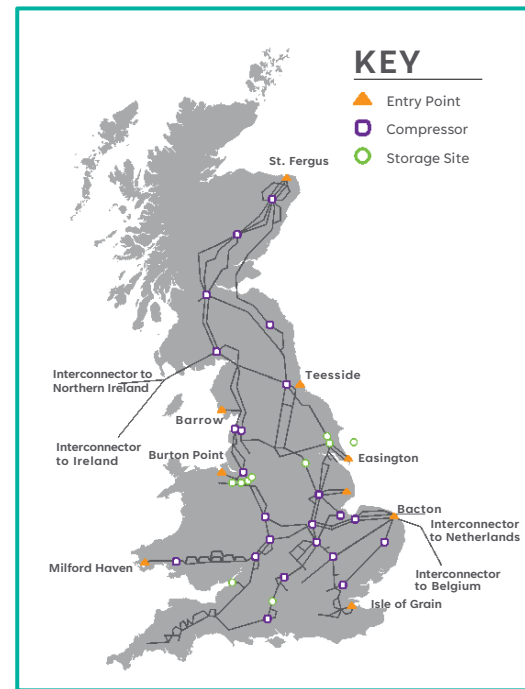 KEY
Entry Point
Compressor
Storage Site
St. Fergus
Interconnector to
Northern Ireland
Teesside
Barrow
Interconnector
to Ireland
Burton Point
Easington
Bacton
Interconnector
to Netherlands
Milford Haven
Interconnector
to Belgium
Isle of Grain